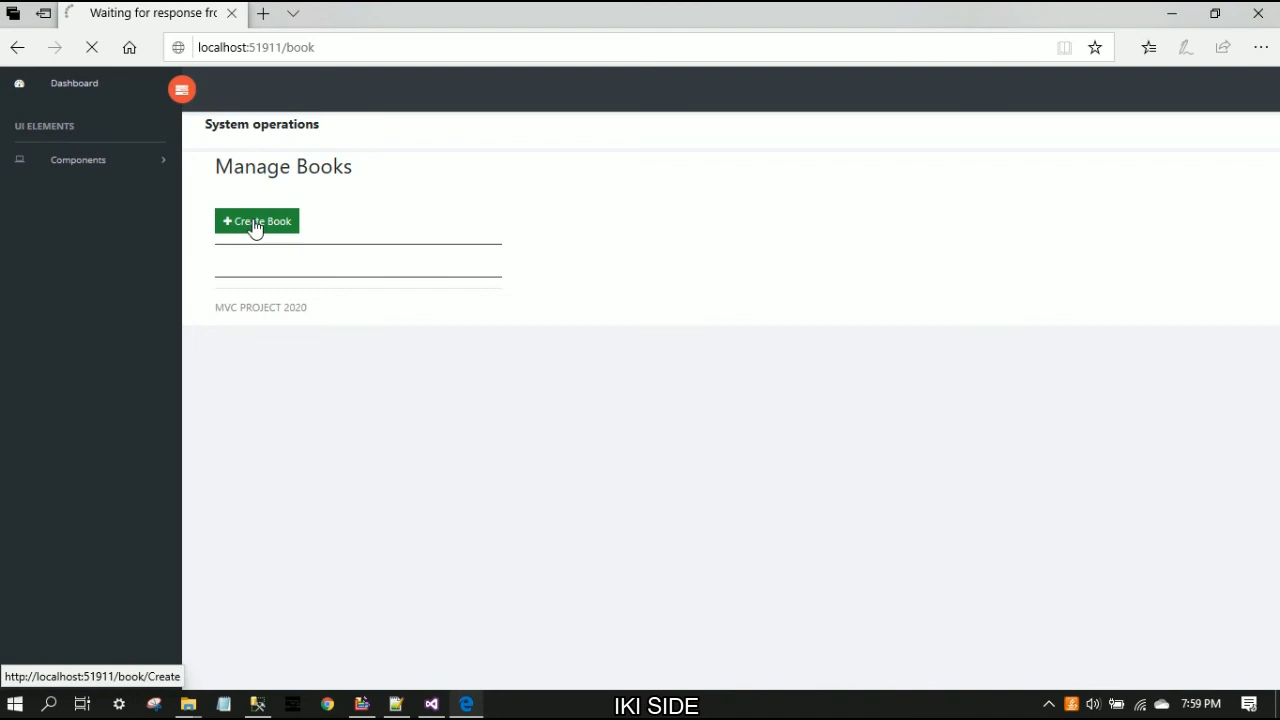 Waiting for response fro
localhost:51911/book
Dashboard
UI ELEMENTS
Components
System operations
Manage Books
Create Book
MVC PROJECT 2020
http://localhost:51911/book/Create
IKI SIDE
7:59 PM